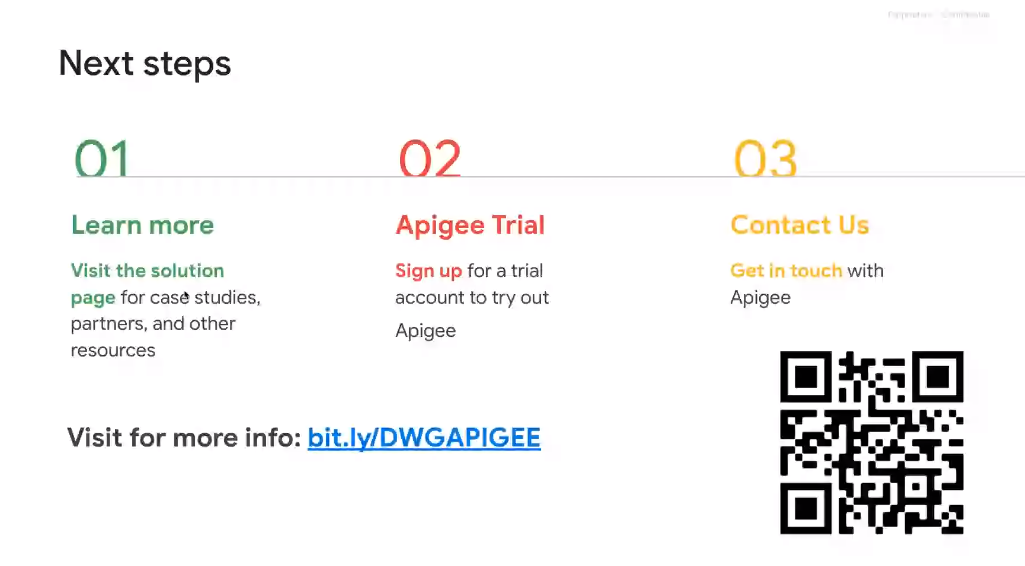 Next steps
01
Learn more
Visit the solution
page for case studies,
partners, and other
resources
02
Apigee Trial
Sign up for a trial
account to try out
Apigee
03
Contact Us
Get in touch with
Apigee
Visit for more info: bit.ly/DWGAPIGEE